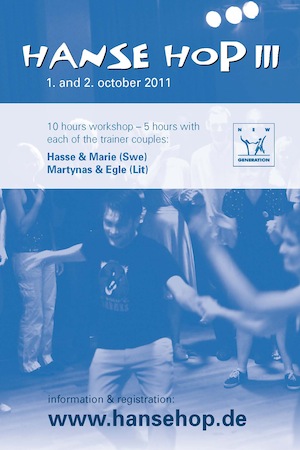 HANSE HOP III
1. and 2. october 2011
10 hours workshop – 5 hours with
each of the trainer couples:
Hasse & Marie (Swe)
Martynas & Egle (Lit)
NEW
GENERATION
information & registration:
www.hansehop.de